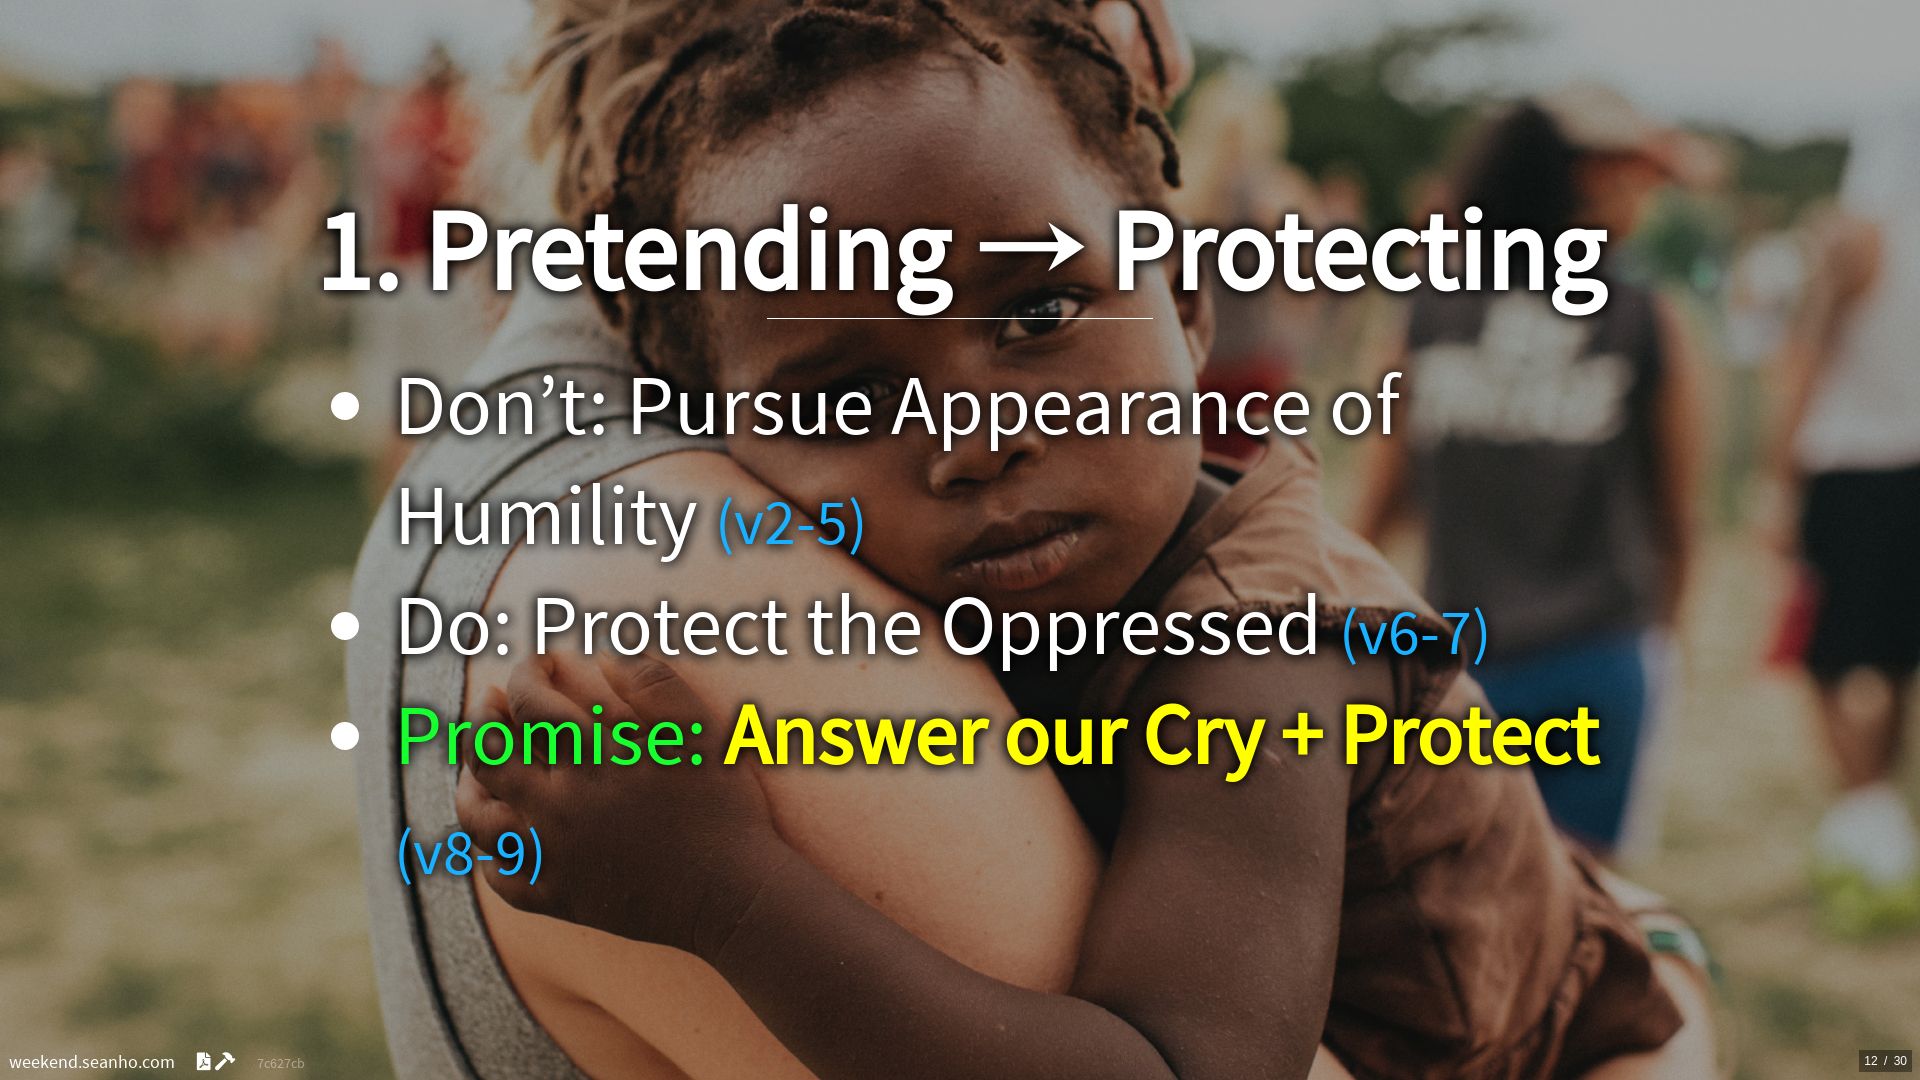 1. Pretending → Protecting
• Don’t: Pursue Appearance of
Humility (v2-5)
• Do: Protect the Oppressed (v6-7)
• Promise: Answer our Cry + Protect
(v8-9)
weekend.seanho.com 7c627cb
12 / 30